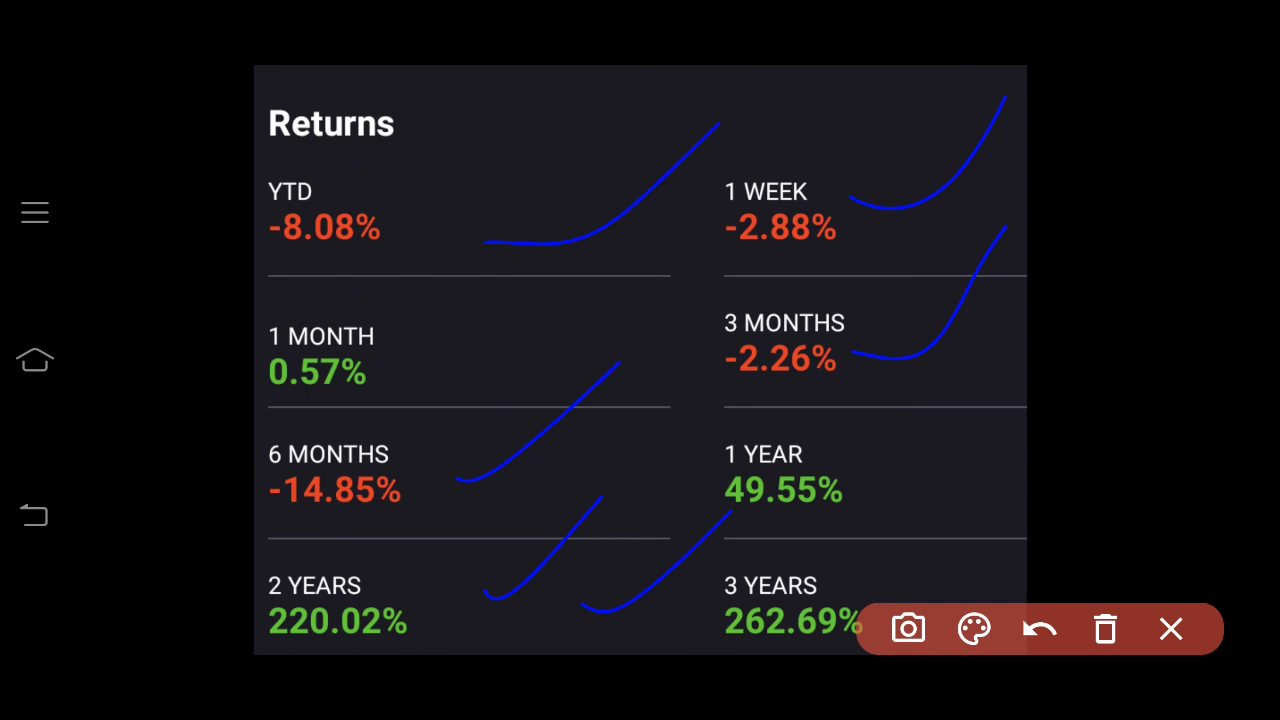 Returns
YTD
-8.08%
1 WEEK
-2.88%
1 MONTH
0.57%
3 MONTHS
-2.26%
6 MONTHS
-14.85%
1 YEAR
49.55%
2 YEARS
220.02%
3 YEARS
262.69%